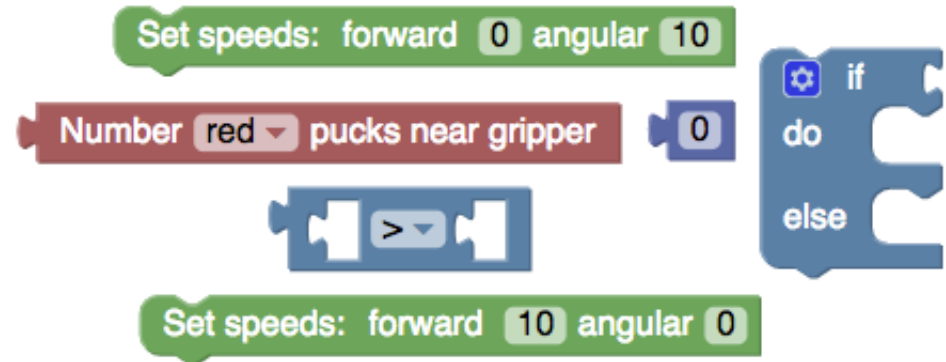 Set speeds: forward 0 angular 10
if
Number red pucks near gripper 0
do
>
else
Set speeds: forward 10 angular 0